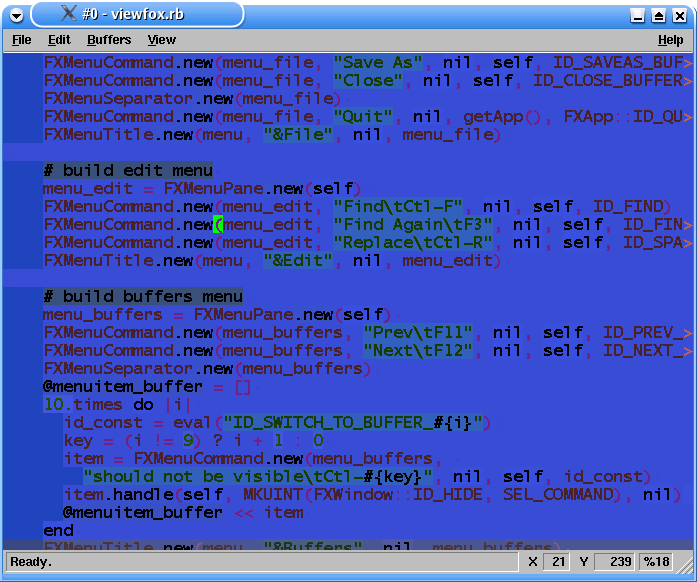 #0 - viewfox.rb
File Edit Buffers View Help
FXMenuCommand.new(menu_file, "Save As", nil, self, ID_SAVEAS_BUF>
FXMenuCommand.new(menu_file, "Close", nil, self, ID_CLOSE_BUFFER>
FXMenuSeparator.new(menu_file)
FXMenuCommand.new(menu_file, "Quit", nil, getApp(), FXApp::ID_QU>
FXMenuTitle.new(menu, "&File", nil, menu_file)
# build edit menu
menu_edit = FXMenuPane.new(self)
FXMenuCommand.new(menu_edit, "Find\tCtl-F", nil, self, ID_FIND)
FXMenuCommand.new(menu_edit, "Find Again\tF3", nil, self, ID_FIN>
FXMenuCommand.new(menu_edit, "Replace\tCtl-R", nil, self, ID_SPA>
FXMenuTitle.new(menu, "&Edit", nil, menu_edit)
# build buffers menu
menu_buffers = FXMenuPane.new(self)
FXMenuCommand.new(menu_buffers, "Prev\tF11", nil, self, ID_PREV_>
FXMenuCommand.new(menu_buffers, "Next\tF12", nil, self, ID_NEXT_>
FXMenuSeparator.new(menu_buffers)
@menuitem_buffer = []
10.times do |i|
id_const = eval("ID_SWITCH_TO_BUFFER_#{i}")
key = (i != 9) ? i + 1 : 0
item = FXMenuCommand.new(menu_buffers,
"should not be visible\tCtl-#{key}", nil, self, id_const)
item.handle(self, MKUINT(FXWindow::ID_HIDE, SEL_COMMAND), nil)
@menuitem_buffer << item
end
FXMenuTitle.new(menu, "&Buffers", nil, menu_buffers)
Ready. X 21 Y 239 %18